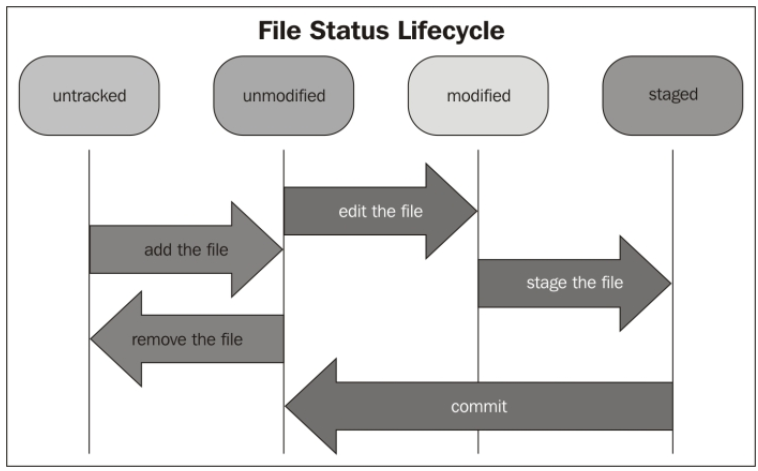 File Status Lifecycle
untracked
unmodified
modified
staged
edit the file
add the file
stage the file
remove the file
commit